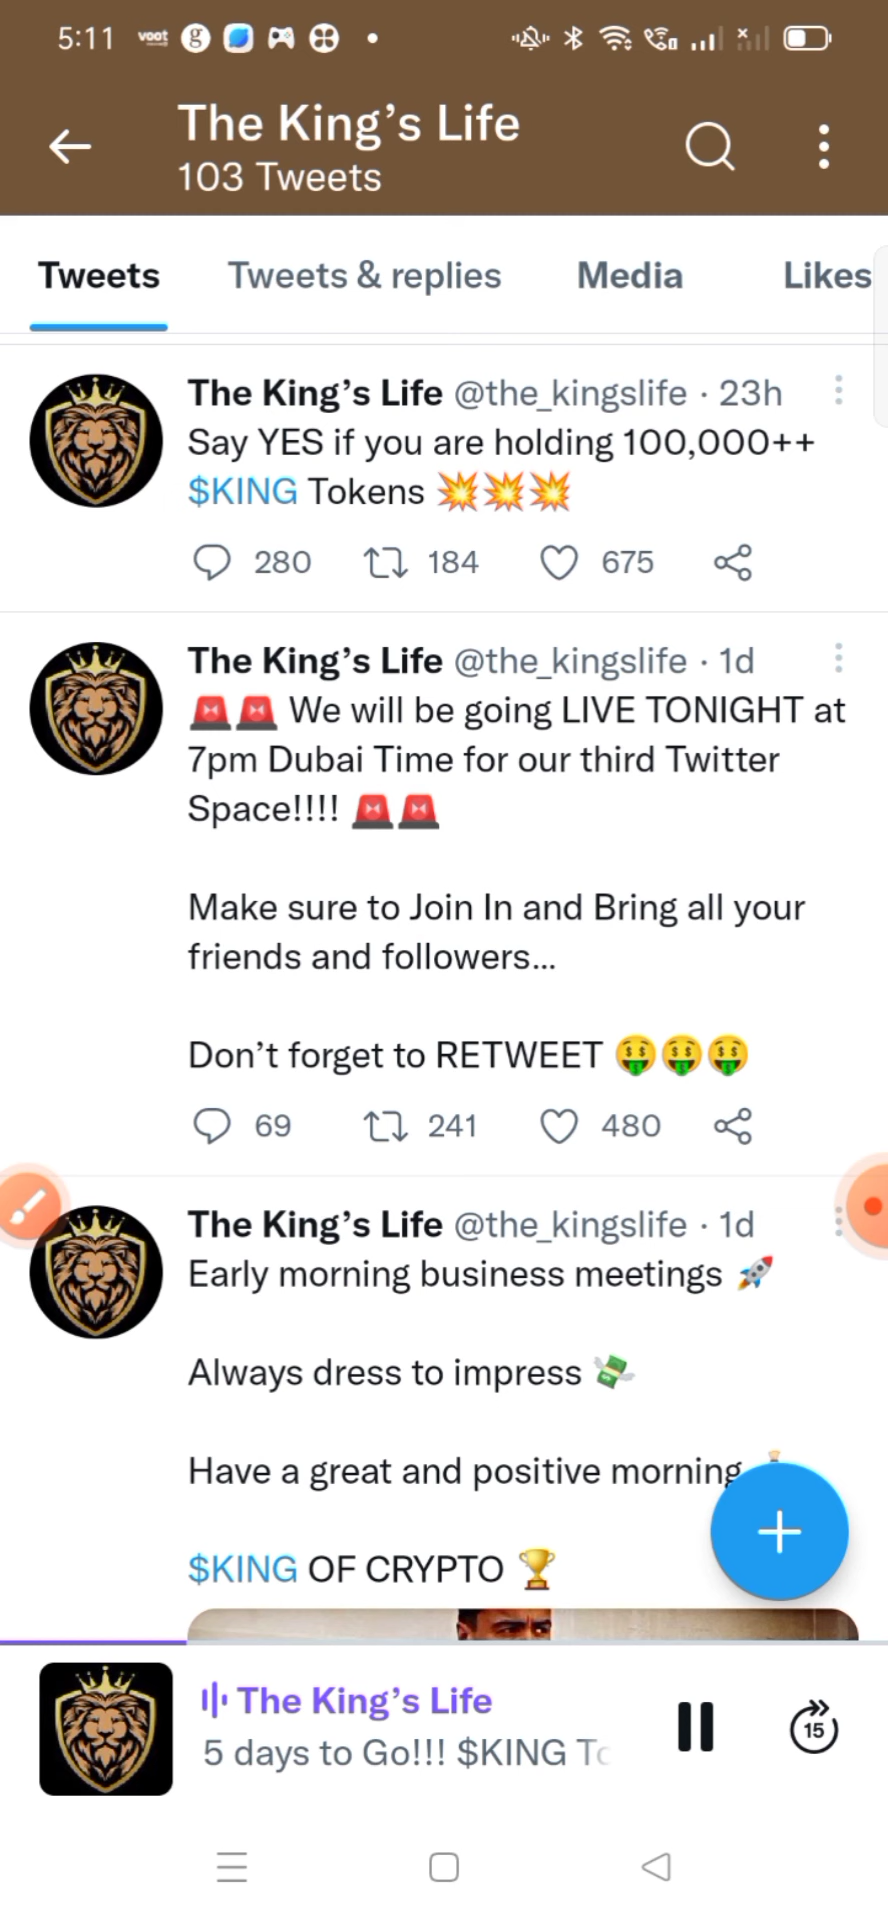 5:11 voot g
The King’s Life
103 Tweets
Tweets Tweets & replies Media Likes
The King’s Life @the_kingslife · 23h
Say YES if you are holding 100,000++
$KING Tokens 💥💥💥
280 184 675
The King’s Life @the_kingslife · 1d
🚨🚨 We will be going LIVE TONIGHT at
7pm Dubai Time for our third Twitter
Space!!!! 🚨🚨
Make sure to Join In and Bring all your
friends and followers...
Don’t forget to RETWEET 🤑🤑🤑
69 241 480
The King’s Life @the_kingslife · 1d
Early morning business meetings 🚀
Always dress to impress 💸
Have a great and positive morning
$KING OF CRYPTO 🏆
The King’s Life
5 days to Go!!! $KING
15